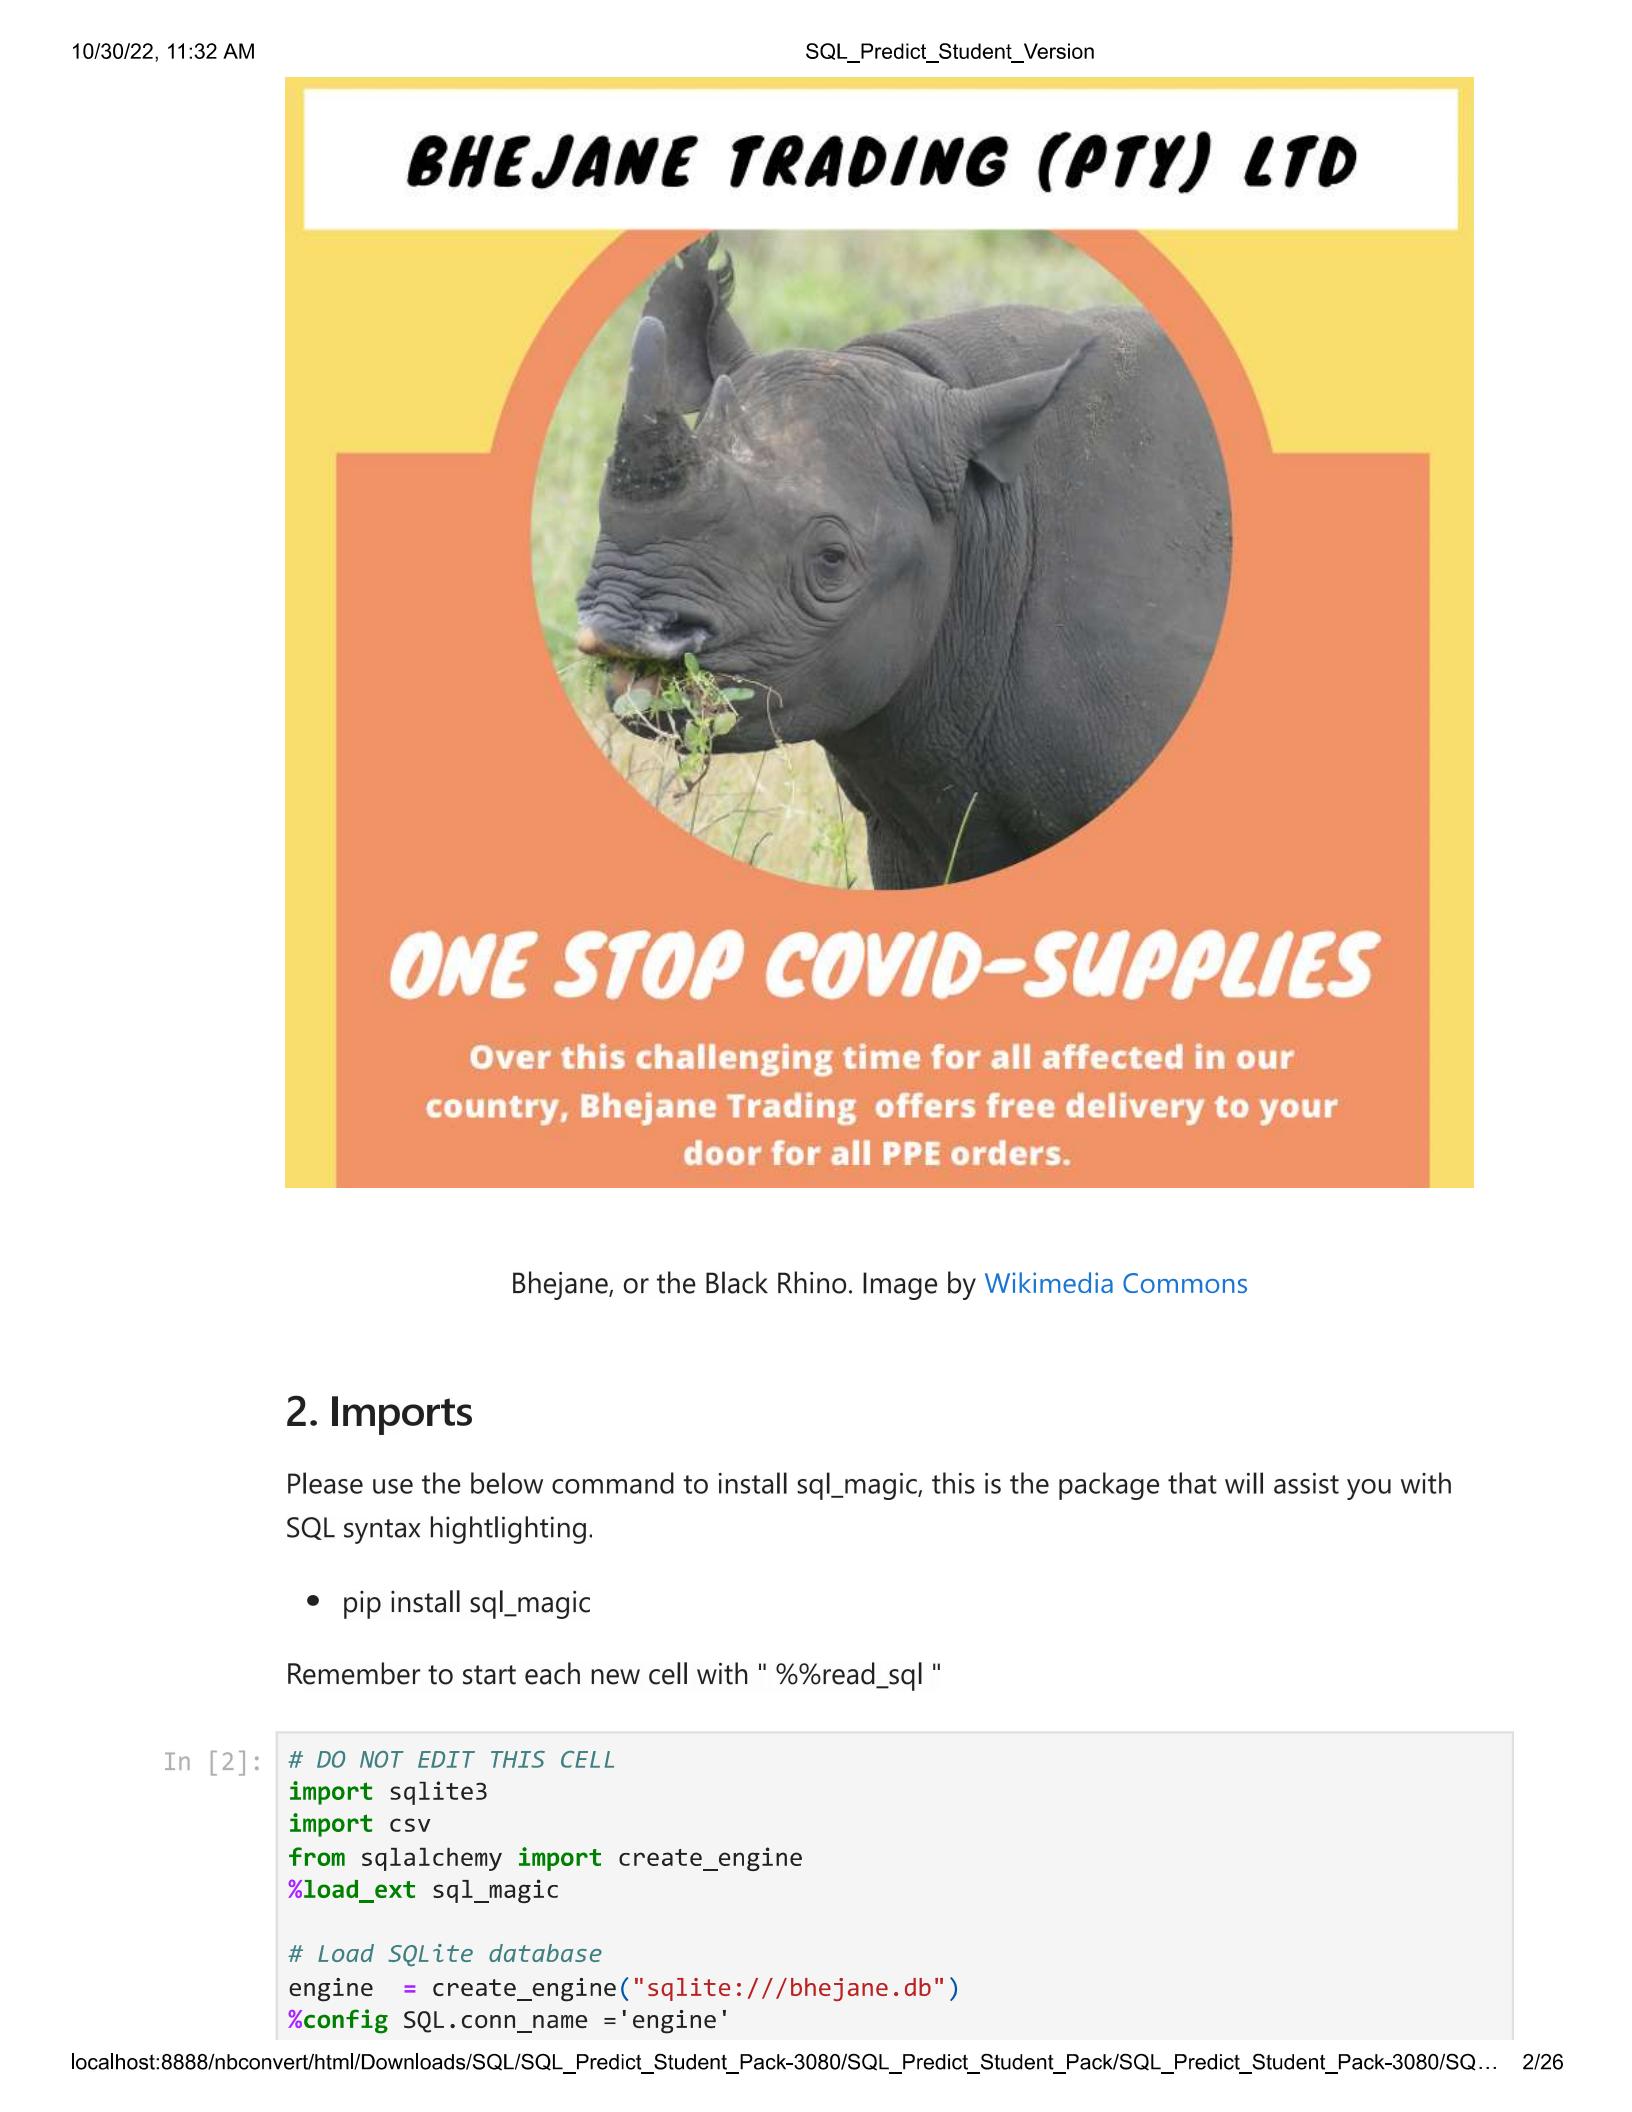 10/30/22, 11:32 AM
SQL_Predict_Student_Version
BHEJANE TRADING (PTY) LTD
ONE STOP COVID-SUPPLIES
Over this challenging time for all affected in our
country, Bhejane Trading offers free delivery to your
door for all PPE orders.
Bhejane, or the Black Rhino. Image by Wikimedia Commons
2. Imports
Please use the below command to install sql_magic, this is the package that will assist you with
SQL syntax hightlighting.
• pip install sql_magic
Remember to start each new cell with " %%read_sql "
In [2]:
# DO NOT EDIT THIS CELL
import sqlite3
import csv
from sqlalchemy import create_engine
%load_ext sql_magic
# Load SQLite database
engine  = create_engine("sqlite:///bhejane.db")
%config SQL.conn_name ='engine'
localhost:8888/nbconvert/html/Downloads/SQL/SQL_Predict_Student_Pack-3080/SQL_Predict_Student_Pack/SQL_Predict_Student_Pack-3080/SQ… 2/26